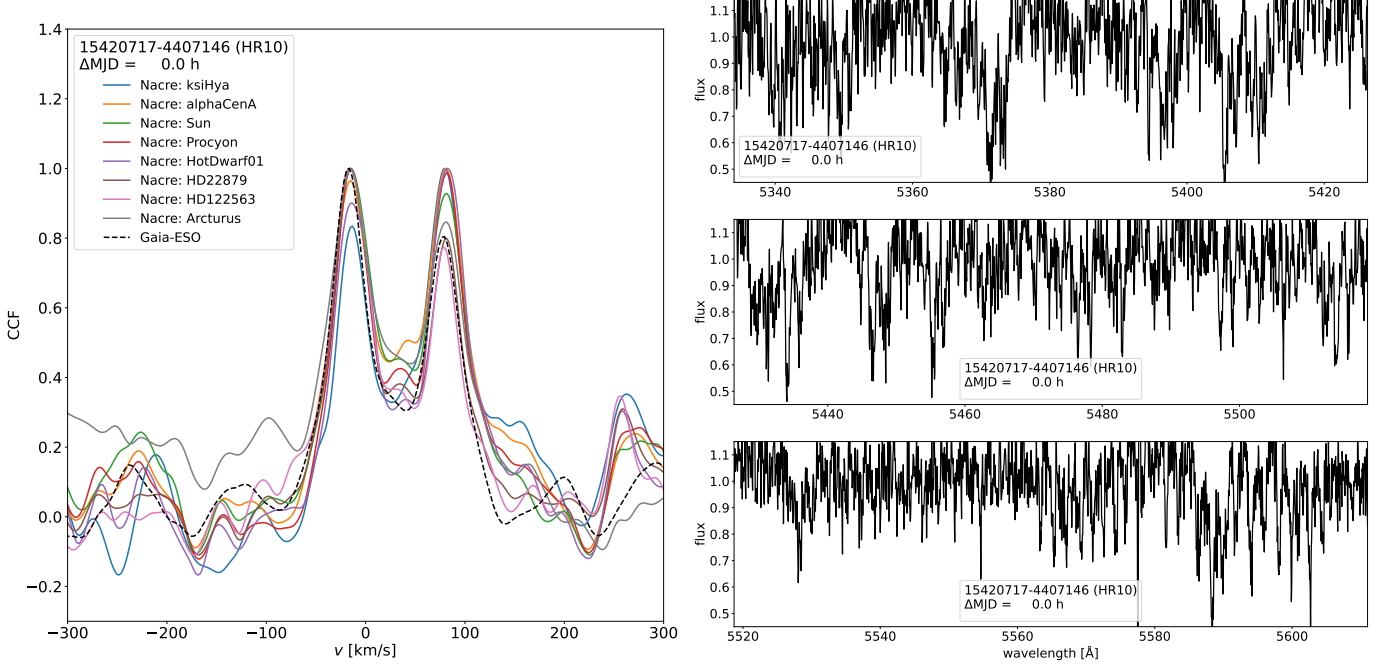 1.4
1.2
1.0
0.8
0.6
0.4
0.2
0.0
−0.2
CCF
15420717-4407146 (HR10)
ΔMJD = 0.0 h
Nacre: ksiHya
Nacre: alphaCenA
Nacre: Sun
Nacre: Procyon
Nacre: HotDwarf01
Nacre: HD22879
Nacre: HD122563
Nacre: Arcturus
Gaia-ESO
−300 −200 −100 0 100 200 300
v [km/s]
1.1
1.0
0.9
0.8
0.7
0.6
0.5
flux
15420717-4407146 (HR10)
ΔMJD = 0.0 h
5340 5360 5380 5400 5420
1.1
1.0
0.9
0.8
0.7
0.6
0.5
flux
15420717-4407146 (HR10)
ΔMJD = 0.0 h
5440 5460 5480 5500
1.1
1.0
0.9
0.8
0.7
0.6
0.5
flux
15420717-4407146 (HR10)
ΔMJD = 0.0 h
5520 5540 5560 5580 5600
wavelength [Å]